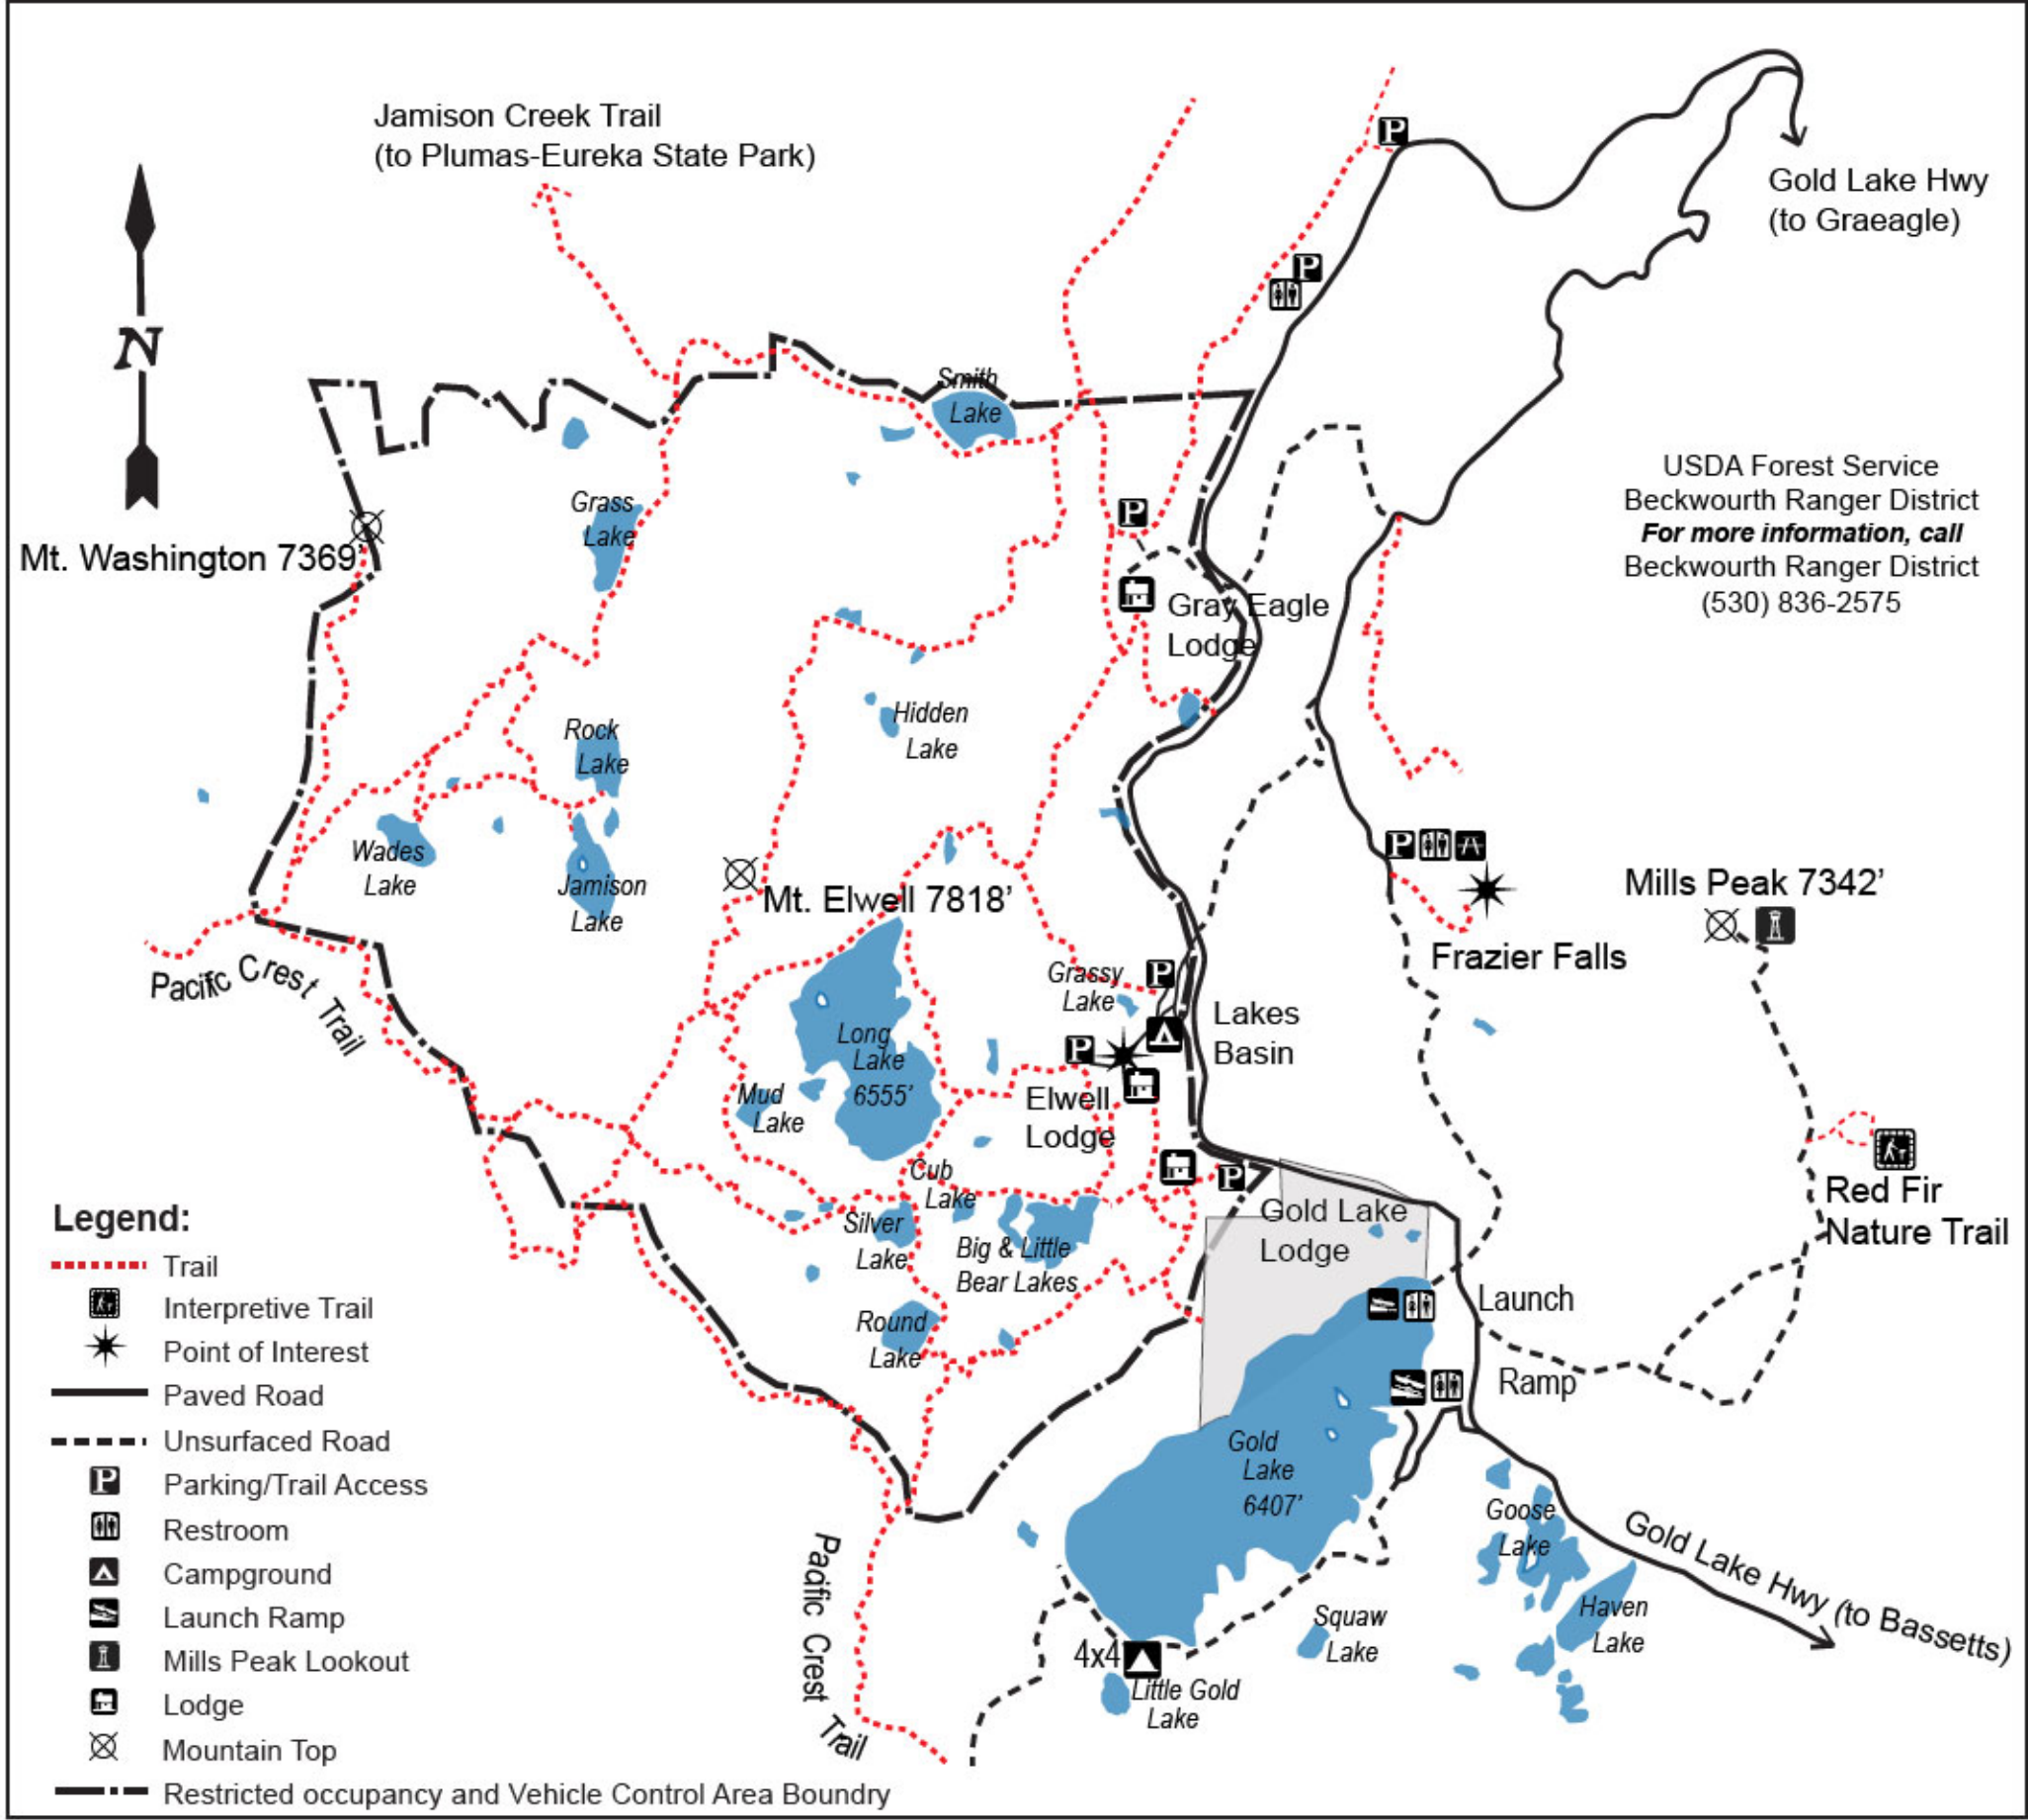 Jamison Creek Trail
(to Plumas-Eureka State Park)
P
Gold Lake Hwy
(to Graeagle)
P
N
Smith
Lake
USDA Forest Service
Beckwourth Ranger District
For more information, call
Beckwourth Ranger District
(530) 836-2575
Grass
Lake
P
Mt. Washington 7369'
Gray Eagle
Lodge
Hidden
Lake
Rock
Lake
Wades
Lake
Jamison
Lake
Mt. Elwell 7818'
P
Mills Peak 7342'
Frazier Falls
Pacifc Crest Trail
Grassy
Lake
P
Lakes
Basin
Long
Lake
6555'
P
Mud
Lake
Elwell
Lodge
Cub
Lake
P
Red Fir
Nature Trail
Silver
Lake
Big & Little
Bear Lakes
Gold Lake
Lodge
Round
Lake
Launch
Ramp
Gold
Lake
6407'
Goose
Lake
Gold Lake Hwy (to Bassetts)
Haven
Lake
Squaw
Lake
4x4
Little Gold
Lake
Pacific Crest Trail
Legend:
Trail
Interpretive Trail
Point of Interest
Paved Road
Unsurfaced Road
P Parking/Trail Access
Restroom
Campground
Launch Ramp
Mills Peak Lookout
Lodge
Mountain Top
Restricted occupancy and Vehicle Control Area Boundry